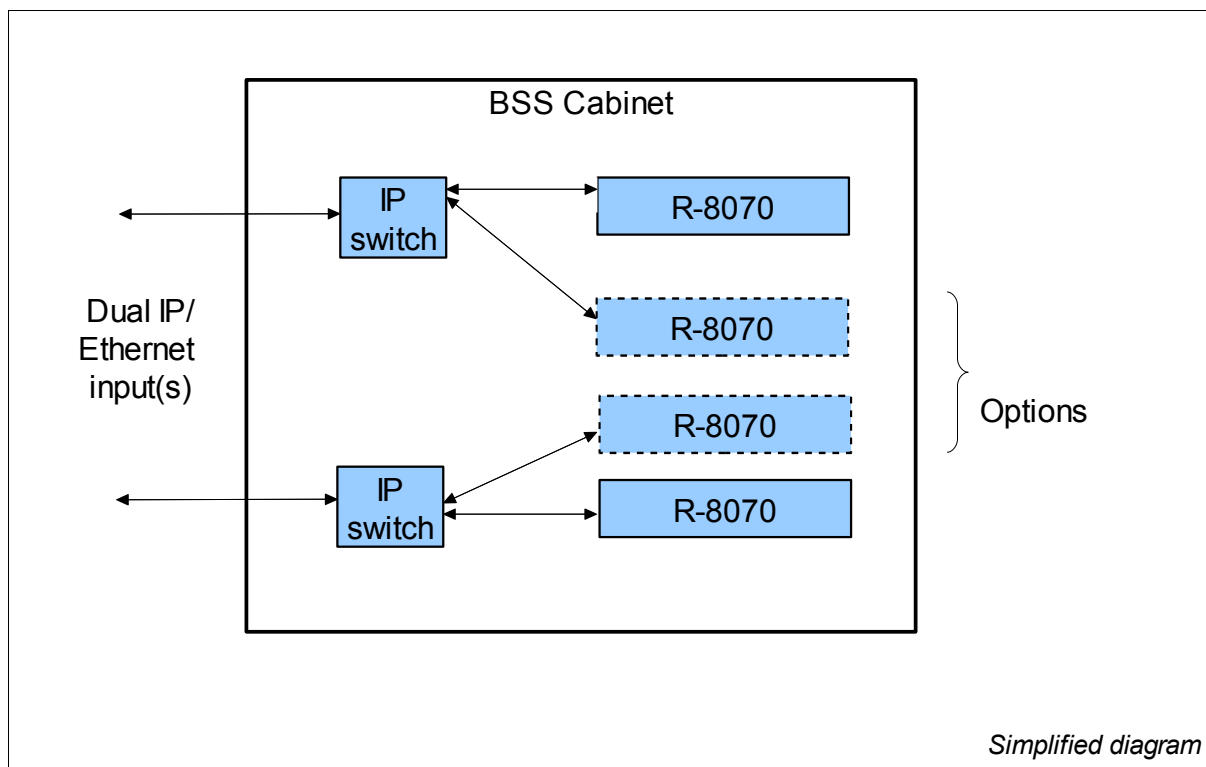 BSS Cabinet
IP
switch
R-8070
R-8070
Dual IP/
Ethernet
input(s)
R-8070
Options
IP
switch
R-8070
Simplified diagram